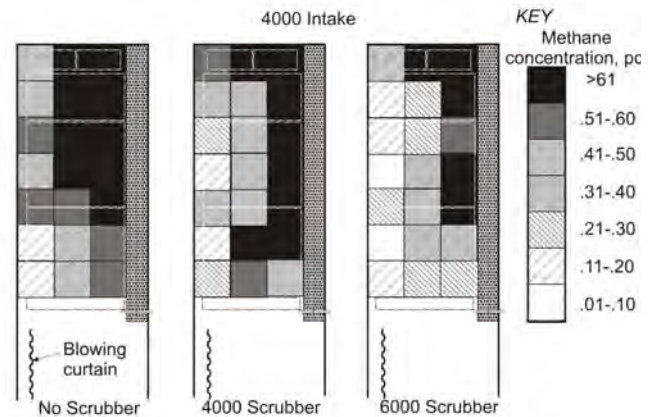 4000 Intake
KEY
Methane
concentration, pc
>61
.51-.60
.41-.50
.31-.40
.21-.30
.11-.20
.01-.10
Blowing
curtain
No Scrubber
4000 Scrubber
6000 Scrubber